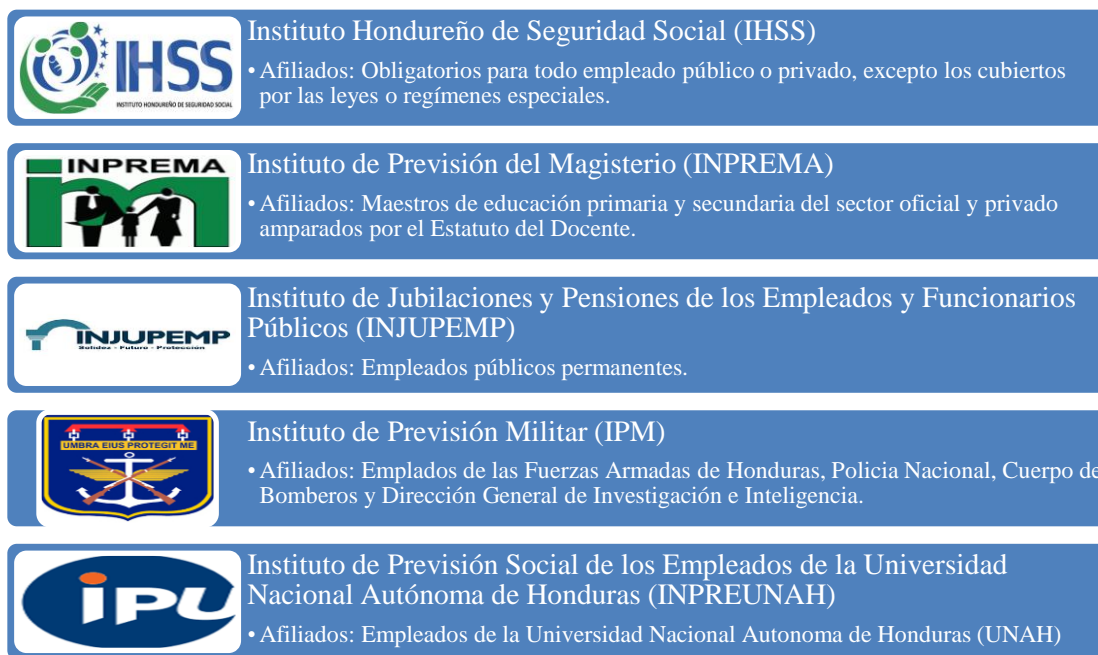 IHSS
INSTITUTO HONDUREÑO DE SEGURIDAD SOCIAL
Instituto Hondureño de Seguridad Social (IHSS)
• Afiliados: Obligatorios para todo empleado público o privado, excepto los cubiertos
por las leyes o regímenes especiales.
INPREMA
Instituto de Previsión del Magisterio (INPREMA)
• Afiliados: Maestros de educación primaria y secundaria del sector oficial y privado
amparados por el Estatuto del Docente.
INJUPEMP
Solidez - Futuro - Protección
Instituto de Jubilaciones y Pensiones de los Empleados y Funcionarios
Públicos (INJUPEMP)
• Afiliados: Empleados públicos permanentes.
UMBRA EIUS PROTEGIT ME
Instituto de Previsión Militar (IPM)
• Afiliados: Emplados de las Fuerzas Armadas de Honduras, Policia Nacional, Cuerpo de
Bomberos y Dirección General de Investigación e Inteligencia.
iPU
Instituto de Previsión Social de los Empleados de la Universidad
Nacional Autónoma de Honduras (INPREUNAH)
• Afiliados: Empleados de la Universidad Nacional Autonoma de Honduras (UNAH)